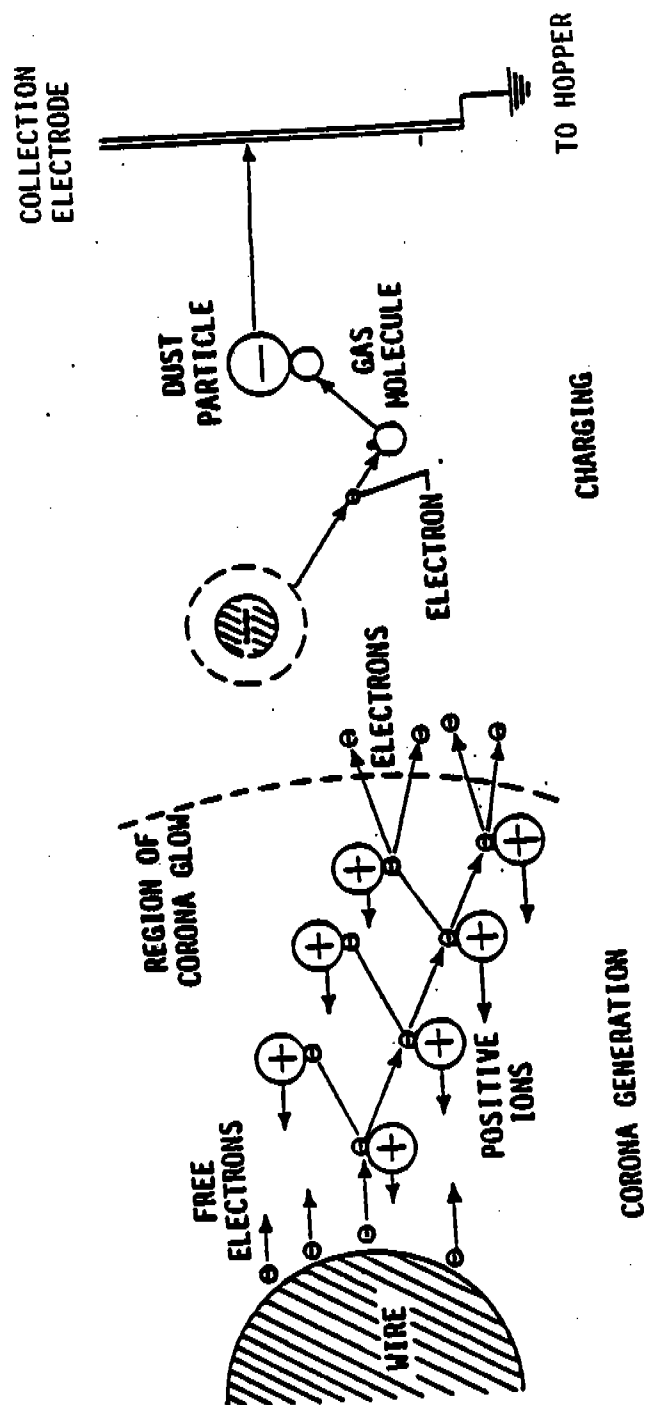 COLLECTION
ELECTRODE
DUST
PARTICLE
GAS
MOLECULE
ELECTRON
TO HOPPER
CHARGING
REGION OF
CORONA GLOW
ELECTRONS
FREE
ELECTRONS
POSITIVE
IONS
WIRE
CORONA GENERATION